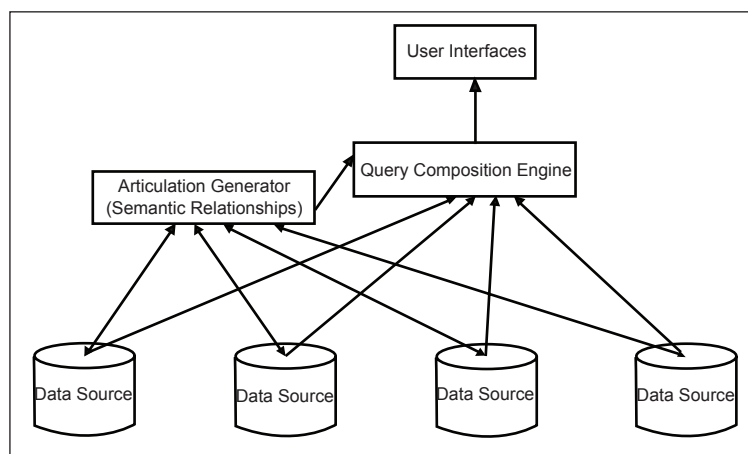 User Interfaces
Query Composition Engine
Articulation Generator
(Semantic Relationships)
Data Source
Data Source
Data Source
Data Source